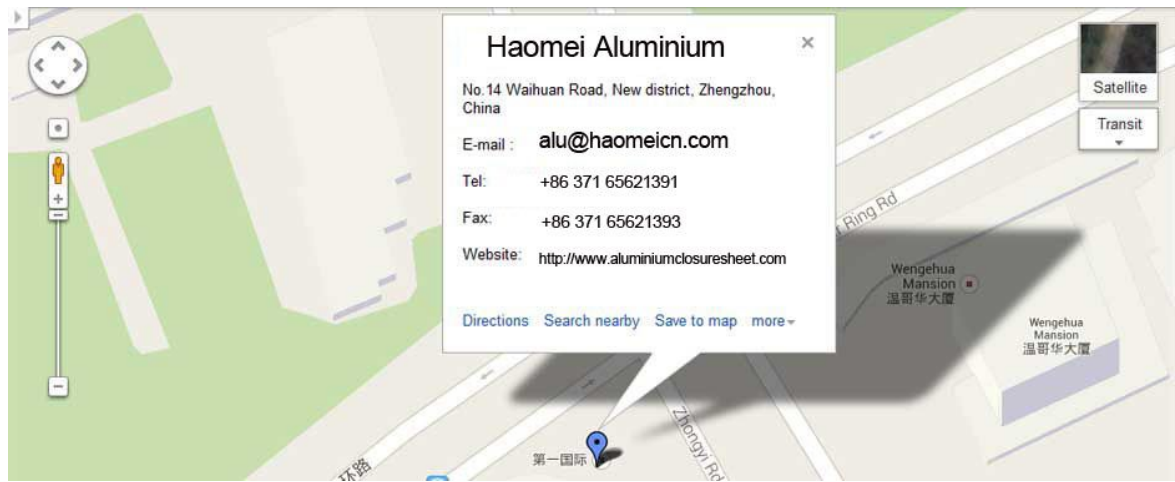 Haomei Aluminium
×
No.14 Waihuan Road, New district, Zhengzhou,
China
E-mail : alu@haomeicn.com
Tel: +86 371 65621391
Fax: +86 371 65621393
Website: http://www.aluminiumclosuresheet.com
Directions Search nearby Save to map more
Satellite
Transit
Ring Rd
Wengehua
Mansion
温哥华大厦
Wengehua
Mansion
温哥华大厦
Zhongyi Rd
第一国际
环路